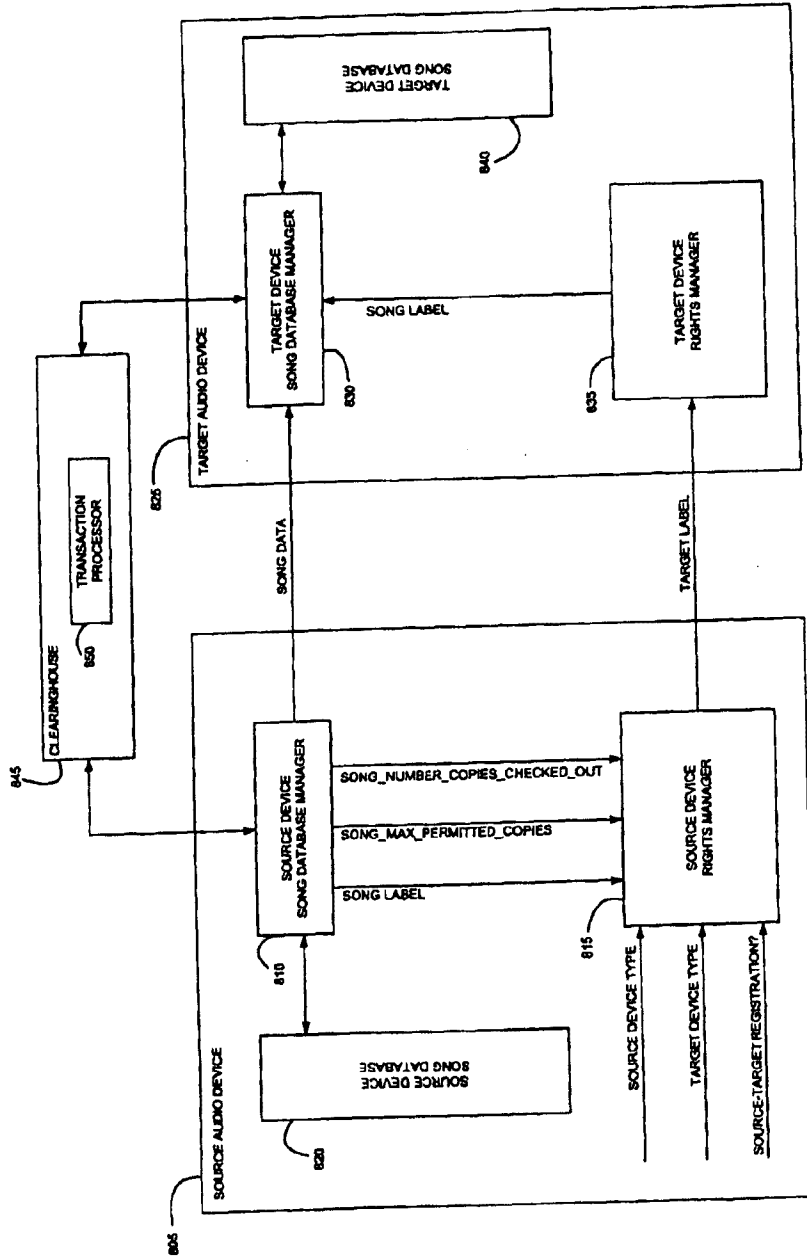 845
CLEARINGHOUSE
TRANSACTION
PROCESSOR
850
805
SOURCE AUDIO DEVICE
SOURCE DEVICE
SONG DATABASE
820
SOURCE DEVICE
SONG DATABASE MANAGER
810
SONG LABEL
SONG_MAX_PERMITTED_COPIES
SONG_NUMBER_COPIES_CHECKED_OUT
SOURCE DEVICE TYPE
TARGET DEVICE TYPE
SOURCE-TARGET REGISTRATION?
815
SOURCE DEVICE
RIGHTS MANAGER
SONG DATA
TARGET LABEL
825
TARGET AUDIO DEVICE
TARGET DEVICE
SONG DATABASE MANAGER
830
TARGET DEVICE
SONG DATABASE
840
SONG LABEL
835
TARGET DEVICE
RIGHTS MANAGER